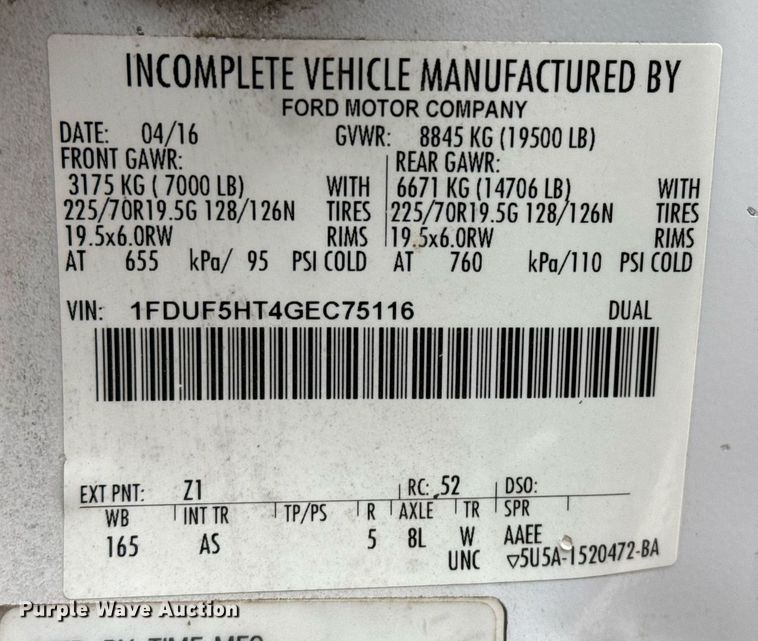 INCOMPLETE VEHICLE MANUFACTURED BY
FORD MOTOR COMPANY
DATE: 04/16 GVWR: 8845 KG (19500 LB)
FRONT GAWR: REAR GAWR:
3175 KG ( 7000 LB) WITH 6671 KG (14706 LB) WITH
225/70R19.5G 128/126N TIRES 225/70R19.5G 128/126N TIRES
19.5x6.0RW RIMS 19.5x6.0RW RIMS
AT 655 kPa/ 95 PSI COLD AT 760 kPa/110 PSI COLD
VIN: 1FDUF5HT4GEC75116 DUAL
EXT PNT: Z1 RC: 52 DSO:
WB INT TR TP/PS R AXLE TR SPR
165 AS 5 8L W AAEE
UNC ▽5U5A-1520472-BA
Purple Wave Auction